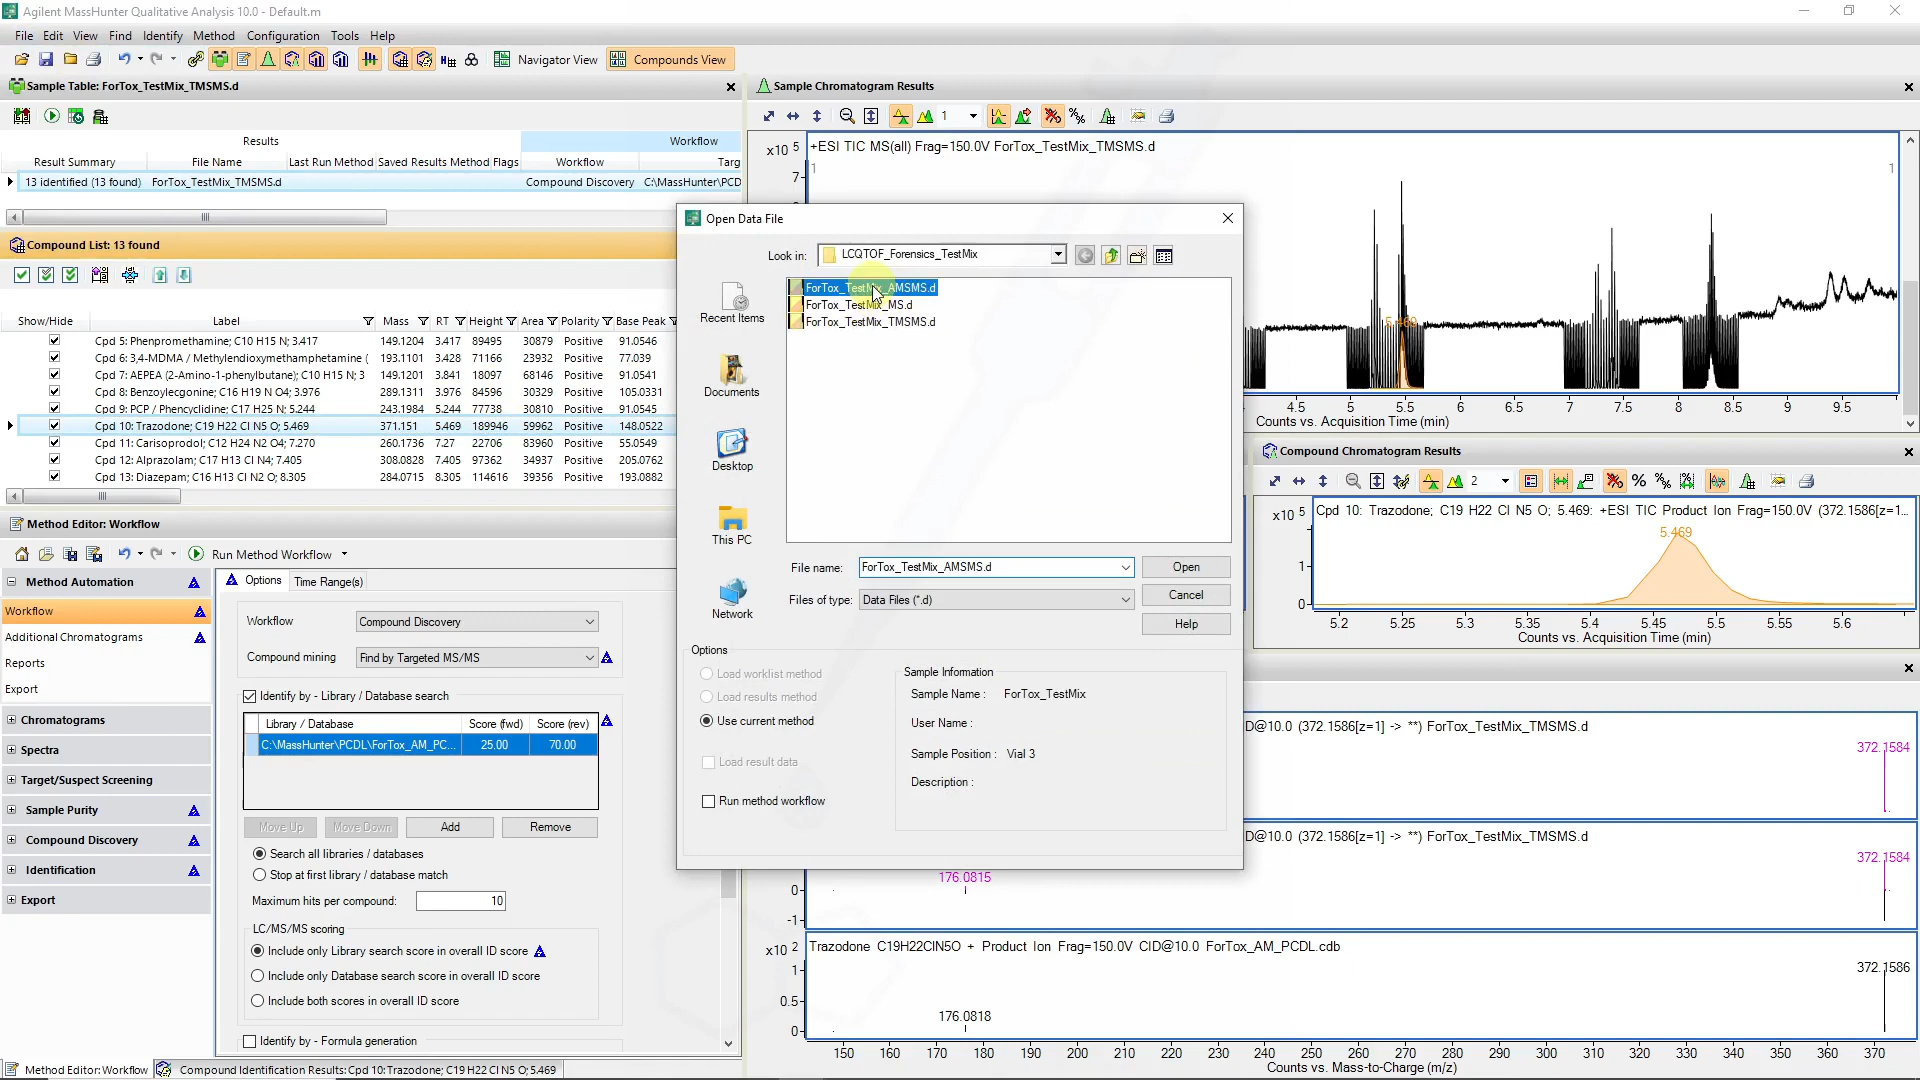 Agilent MassHunter Qualitative Analysis 10.0 - Default.m
File Edit View Find Identify Method Configuration Tools Help
Navigator View Compounds View
Sample Table: ForTox_TestMix_TMSMS.d
Results Workflow
Result Summary File Name Last Run Method Saved Results Method Flags Workflow Targ
13 identified (13 found) ForTox_TestMix_TMSMS.d Compound Discovery C:\MassHunter\PCD
Compound List: 13 found
Show/Hide Label Mass RT Height Area Polarity Base Peak
Cpd 5: Phenpromethamine; C10 H15 N; 3.417 149.1204 3.417 89495 30879 Positive 91.0546
Cpd 6: 3,4-MDMA / Methylendioxymethamphetamine ( 193.1101 3.428 71166 23932 Positive 77.039
Cpd 7: AEPEA (2-Amino-1-phenylbutane); C10 H15 N; 3 149.1201 3.841 18097 68146 Positive 91.0541
Cpd 8: Benzoylecgonine; C16 H19 N O4; 3.976 289.1311 3.976 84596 30329 Positive 105.0331
Cpd 9: PCP / Phencyclidine; C17 H25 N; 5.244 243.1984 5.244 77738 30810 Positive 91.0545
Cpd 10: Trazodone; C19 H22 Cl N5 O; 5.469 371.151 5.469 189946 59962 Positive 148.0522
Cpd 11: Carisoprodol; C12 H24 N2 O4; 7.270 260.1736 7.27 22706 83960 Positive 55.0549
Cpd 12: Alprazolam; C17 H13 Cl N4; 7.405 308.0828 7.405 97362 34937 Positive 205.0762
Cpd 13: Diazepam; C16 H13 Cl N2 O; 8.305 284.0715 8.305 114616 39356 Positive 193.0882
Method Editor: Workflow
Run Method Workflow
Method Automation
Workflow
Additional Chromatograms
Reports
Export
Chromatograms
Spectra
Target/Suspect Screening
Sample Purity
Compound Discovery
Identification
Export
Options Time Range(s)
Workflow Compound Discovery
Compound mining Find by Targeted MS/MS
Identify by - Library / Database search
Library / Database Score (fwd) Score (rev)
C:\MassHunter\PCDL\ForTox_AM_PC... 25.00 70.00
Move Up Move Down Add Remove
Search all libraries / databases
Stop at first library / database match
Maximum hits per compound: 10
LC/MS/MS scoring
Include only Library search score in overall ID score
Include only Database search score in overall ID score
Include both scores in overall ID score
Identify by - Formula generation
Method Editor:Workflow Compound Identification Results:Cpd 10:Trazodone; C19 H22 Cl N5 O; 5.469
Open Data File
Look in: LCQTOF_Forensics_TestMix
Recent Items
Documents
Desktop
This PC
Network
ForTox_TestMix_AMSMS.d
ForTox_TestMix_MS.d
ForTox_TestMix_TMSMS.d
File name: ForTox_TestMix_AMSMS.d Open
Files of type: Data Files (*.d) Cancel
Help
Options
Load worklist method
Load results method
Use current method
Load result data
Run method workflow
Sample Information
Sample Name : ForTox_TestMix
User Name :
Sample Position : Vial 3
Description :
Sample Chromatogram Results
1
x10 5 +ESI TIC MS(all) Frag=150.0V ForTox_TestMix_TMSMS.d
7 1 1
5.469
4.5 5 5.5 6 6.5 7 7.5 8 8.5 9 9.5
Counts vs. Acquisition Time (min)
Compound Chromatogram Results
2
x10 5 Cpd 10: Trazodone; C19 H22 Cl N5 O; 5.469: +ESI TIC Product Ion Frag=150.0V (372.1586[z=1...
5.469
1
0
5.2 5.25 5.3 5.35 5.4 5.45 5.5 5.55 5.6
Counts vs. Acquisition Time (min)
D@10.0 (372.1586[z=1] -> **) ForTox_TestMix_TMSMS.d
372.1584
D@10.0 (372.1586[z=1] -> **) ForTox_TestMix_TMSMS.d
372.1584
176.0815
0
-1
x10 2 Trazodone C19H22ClN5O + Product Ion Frag=150.0V CID@10.0 ForTox_AM_PCDL.cdb
1 372.1586
0.5
176.0818
0
150 160 170 180 190 200 210 220 230 240 250 260 270 280 290 300 310 320 330 340 350 360 370
Counts vs. Mass-to-Charge (m/z)